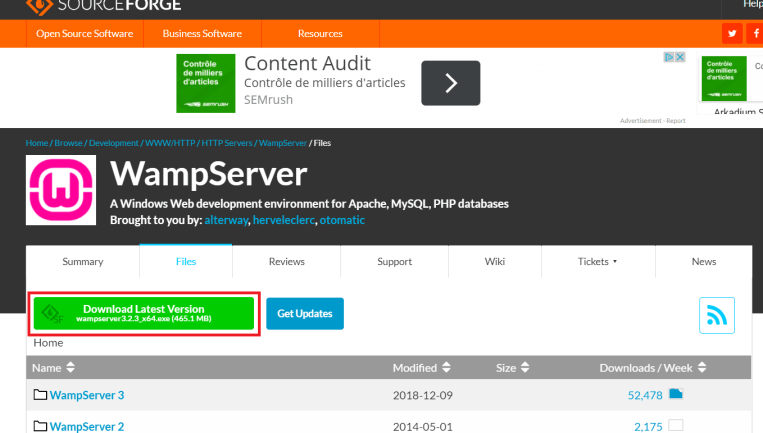 SOURCEFORGE
Help
Open Source Software Business Software Resources
Contrôle de milliers d'articles
SEMRUSH
Content Audit
Contrôle de milliers d'articles
SEMrush
Contrôle de milliers d'articles
SEMRUSH
Arkadium
Advertisement - Report
Home / Browse / Development / WWW/HTTP / HTTP Servers / WampServer / Files
WampServer
A Windows Web development environment for Apache, MySQL, PHP databases
Brought to you by: alterway, herveleclerc, otomatic
Summary Files Reviews Support Wiki Tickets News
Download Latest Version
wampserver3.2.3_x64.exe (465.1 MB)
Get Updates
Home
Name Modified Size Downloads / Week
WampServer 3 2018-12-09 52,478
WampServer 2 2014-05-01 2,175